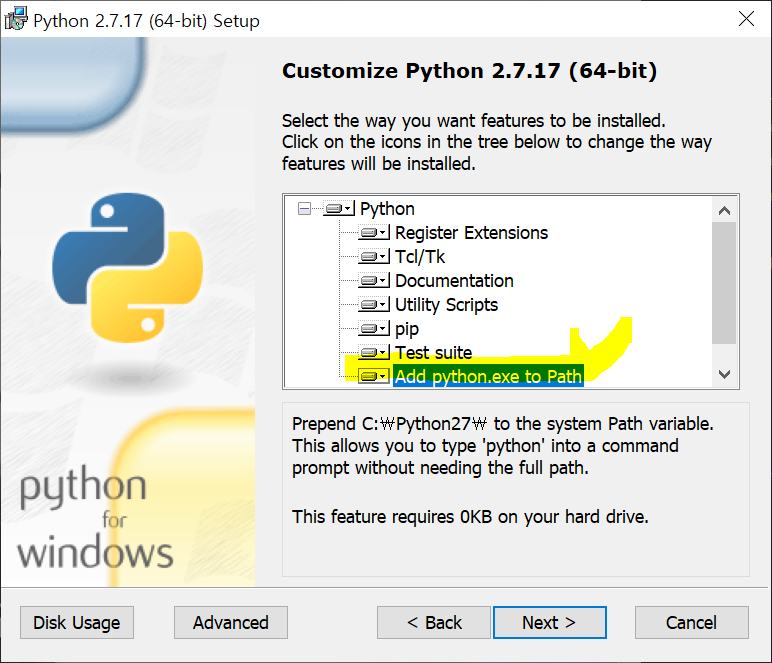 Python 2.7.17 (64-bit) Setup
Customize Python 2.7.17 (64-bit)
Select the way you want features to be installed.
Click on the icons in the tree below to change the way
features will be installed.
Python
Register Extensions
Tcl/Tk
Documentation
Utility Scripts
pip
Test suite
Add python.exe to Path
Prepend C:₩Python27₩ to the system Path variable.
This allows you to type 'python' into a command
prompt without needing the full path.
This feature requires 0KB on your hard drive.
python
for
windows
Disk Usage
Advanced
< Back
Next >
Cancel